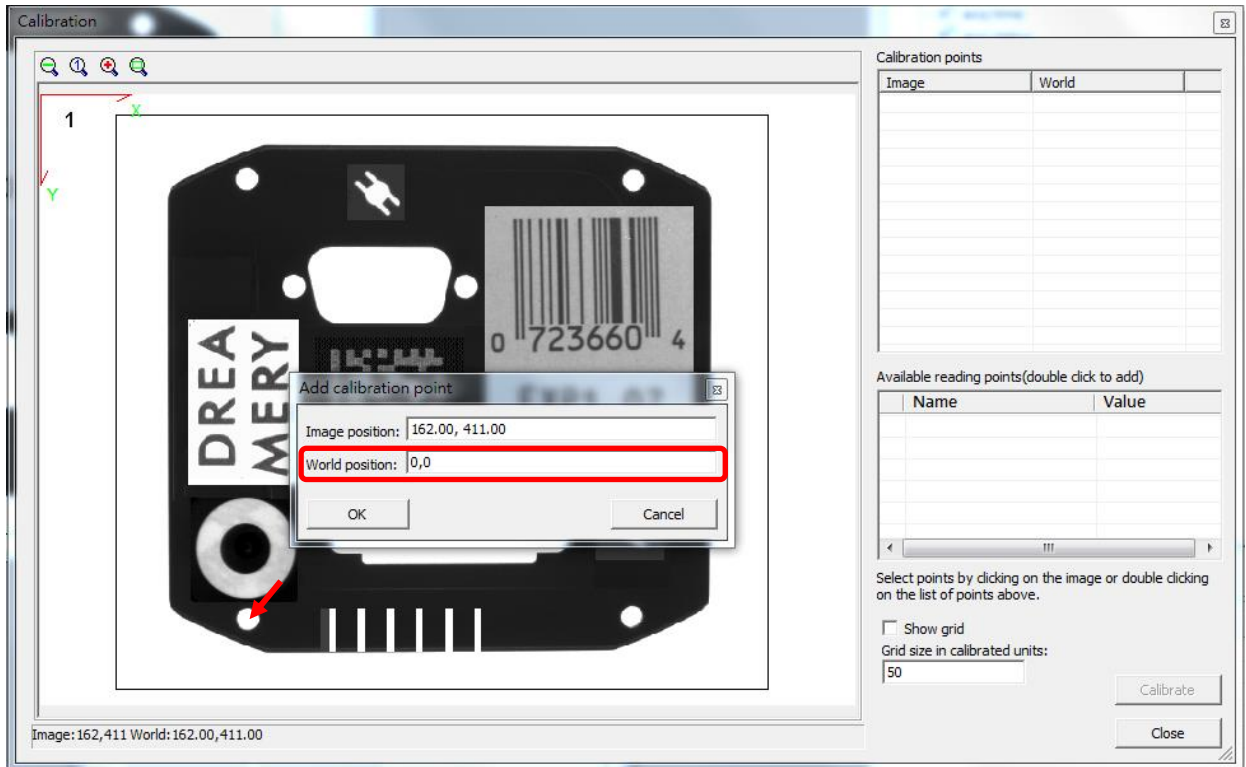 Calibration
1
X
Y
DREA
MERY
0 723660 4
Add calibration point
Image position: 162.00, 411.00
World position: 0,0
OK
Cancel
Image:162,411 World:162.00,411.00
Calibration points
Image
World
Available reading points(double click to add)
Name
Value
Select points by clicking on the image or double clicking
on the list of points above.
Show grid
Grid size in calibrated units:
50
Calibrate
Close